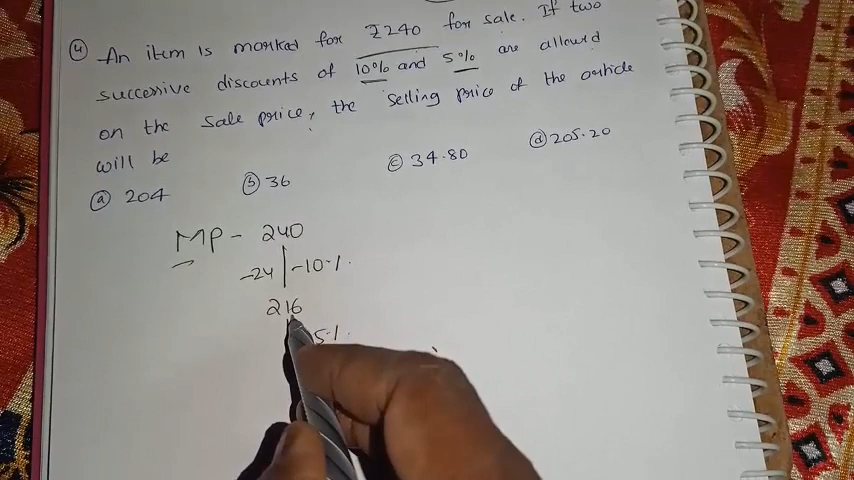 ④ An item is marked for ₹240 for sale. If two
successive discounts of 10% and 5% are allowed
on the sale price, the selling price of the article
will be
ⓐ 204 ⓑ 36 ⓒ 34.80 ⓓ 205.20
MP - 240
-24 -10%.
216
5%.